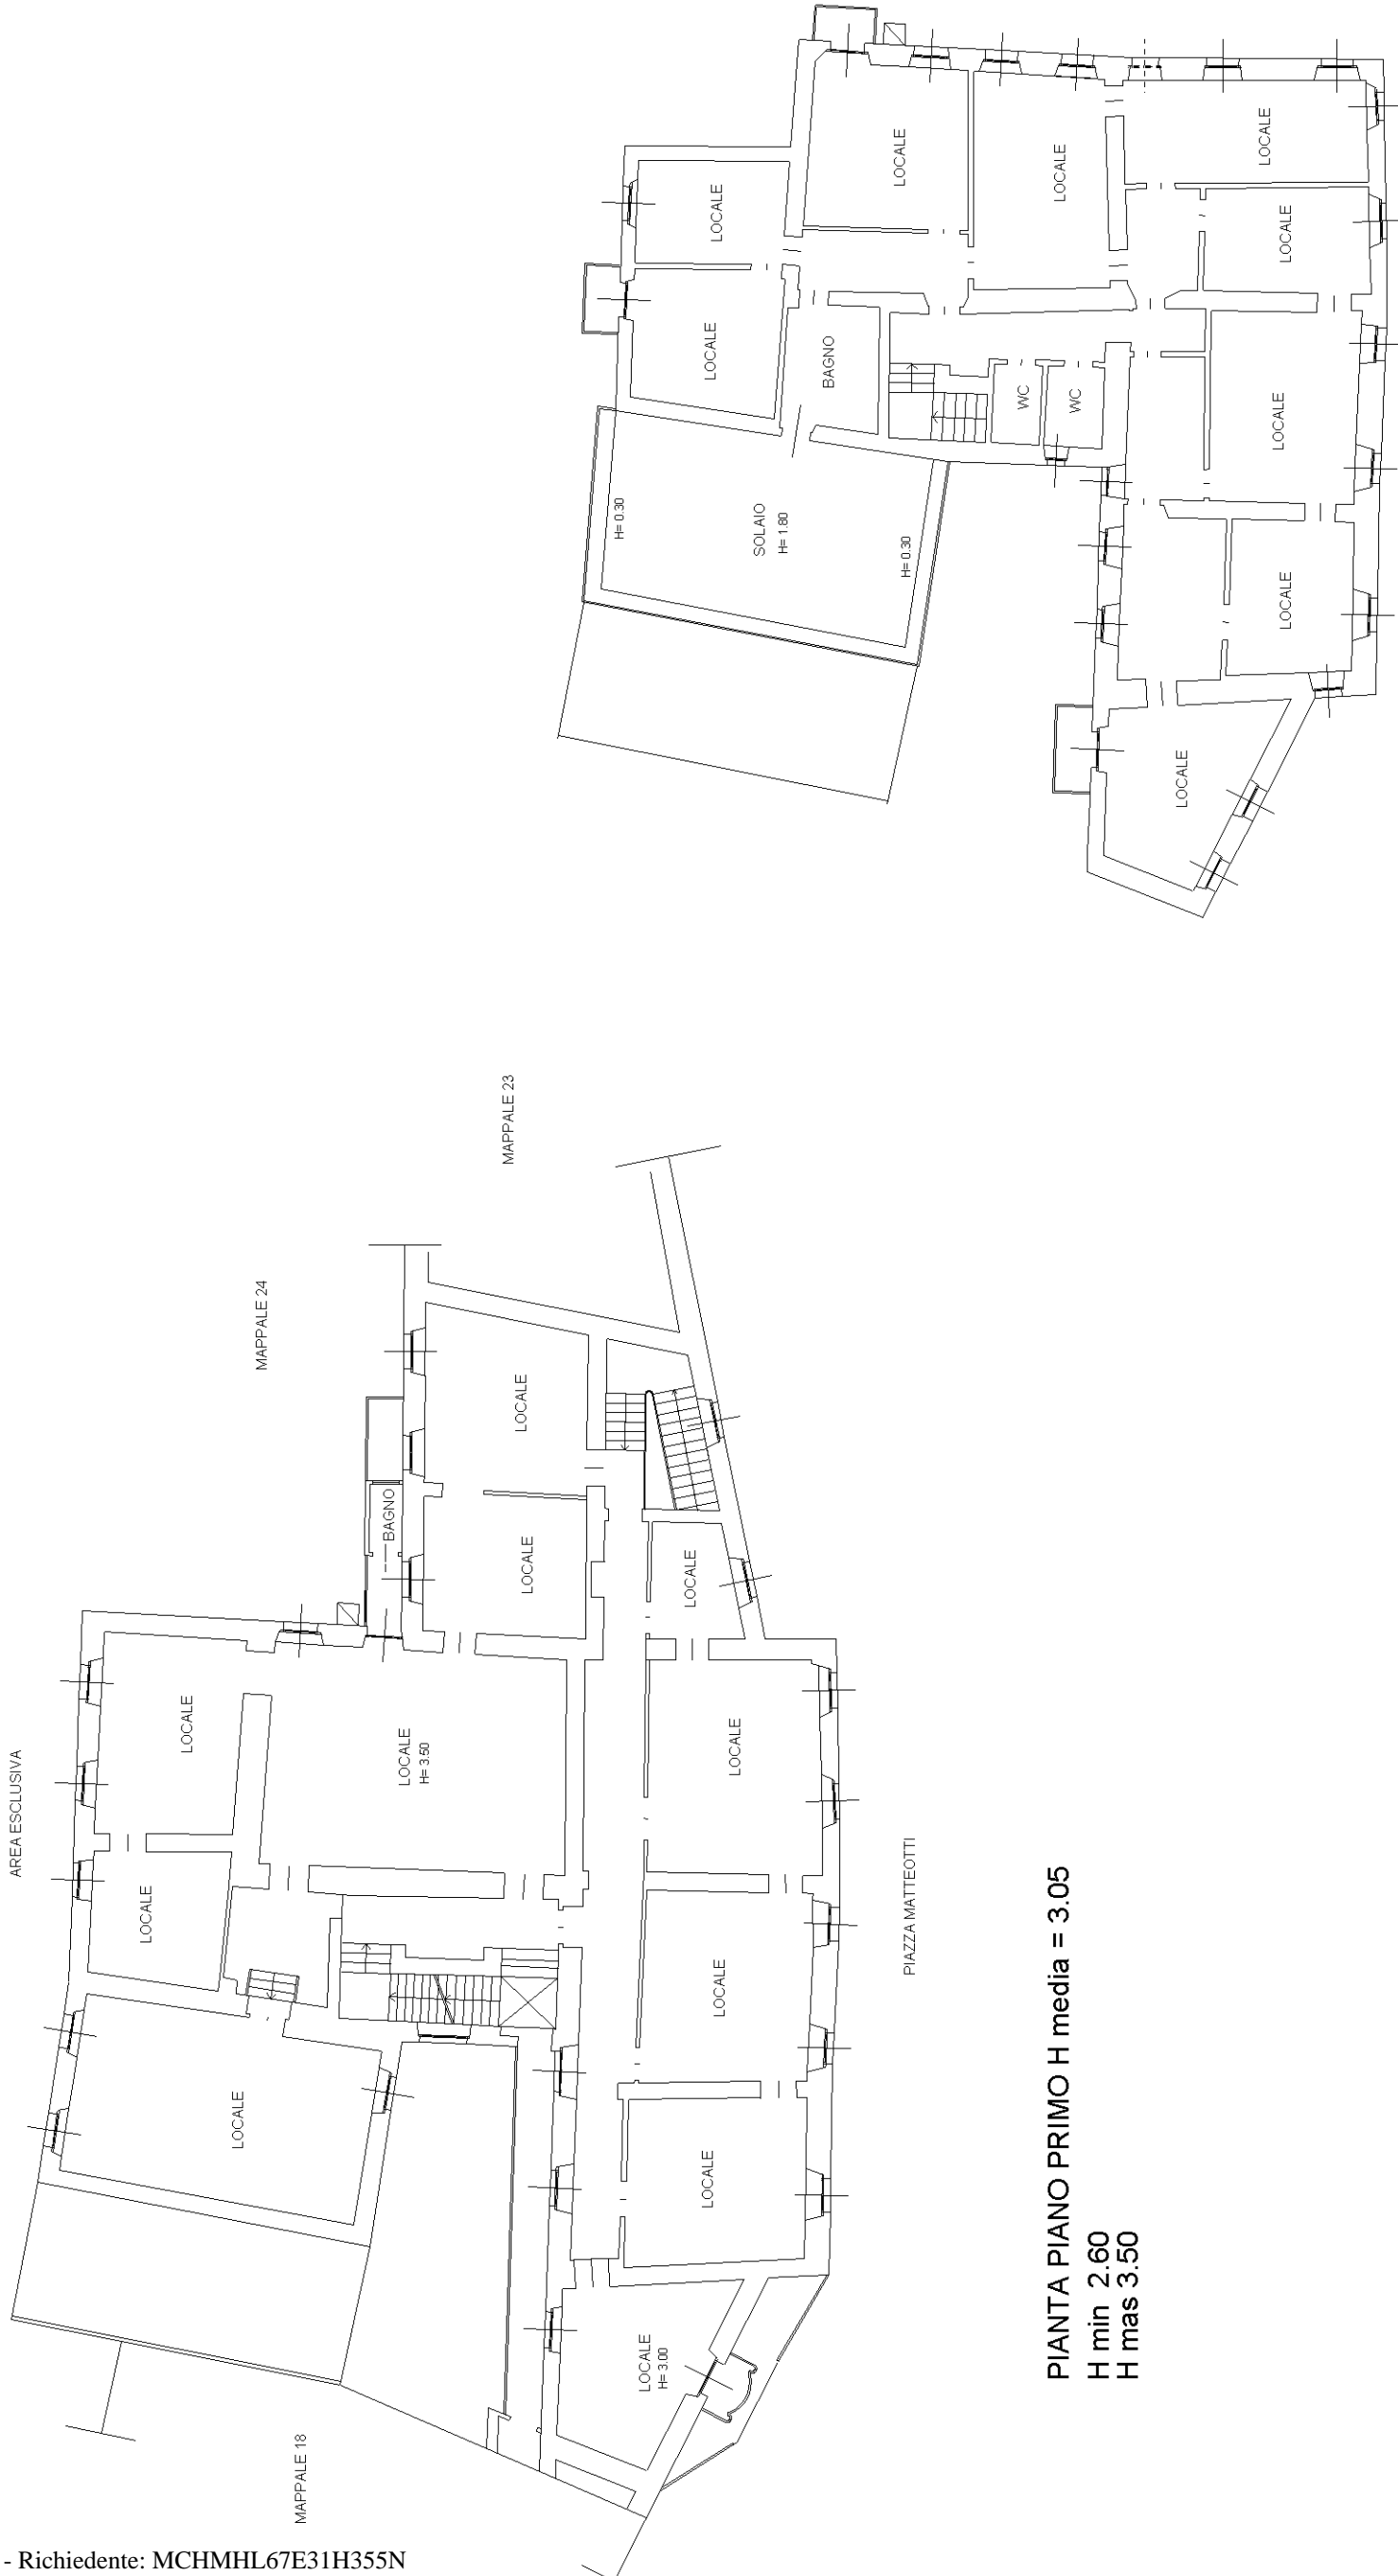 LOCALE
LOCALE
LOCALE
LOCALE
LOCALE
LOCALE
LOCALE
BAGNO
WC
WC
LOCALE
H= 0.30
SOLAIO
H= 1.80
H= 0.30
LOCALE
LOCALE
MAPPALE 23
MAPPALE 24
LOCALE
BAGNO
LOCALE
LOCALE
AREA ESCLUSIVA
LOCALE
LOCALE
H= 3.50
LOCALE
LOCALE
PIAZZA MATTEOTTI
LOCALE
LOCALE
LOCALE
LOCALE
H= 3.00
MAPPALE 18
PIANTA PIANO PRIMO H media = 3.05
H min 2.60
H mas 3.50
- Richiedente: MCHMHL67E31H355N